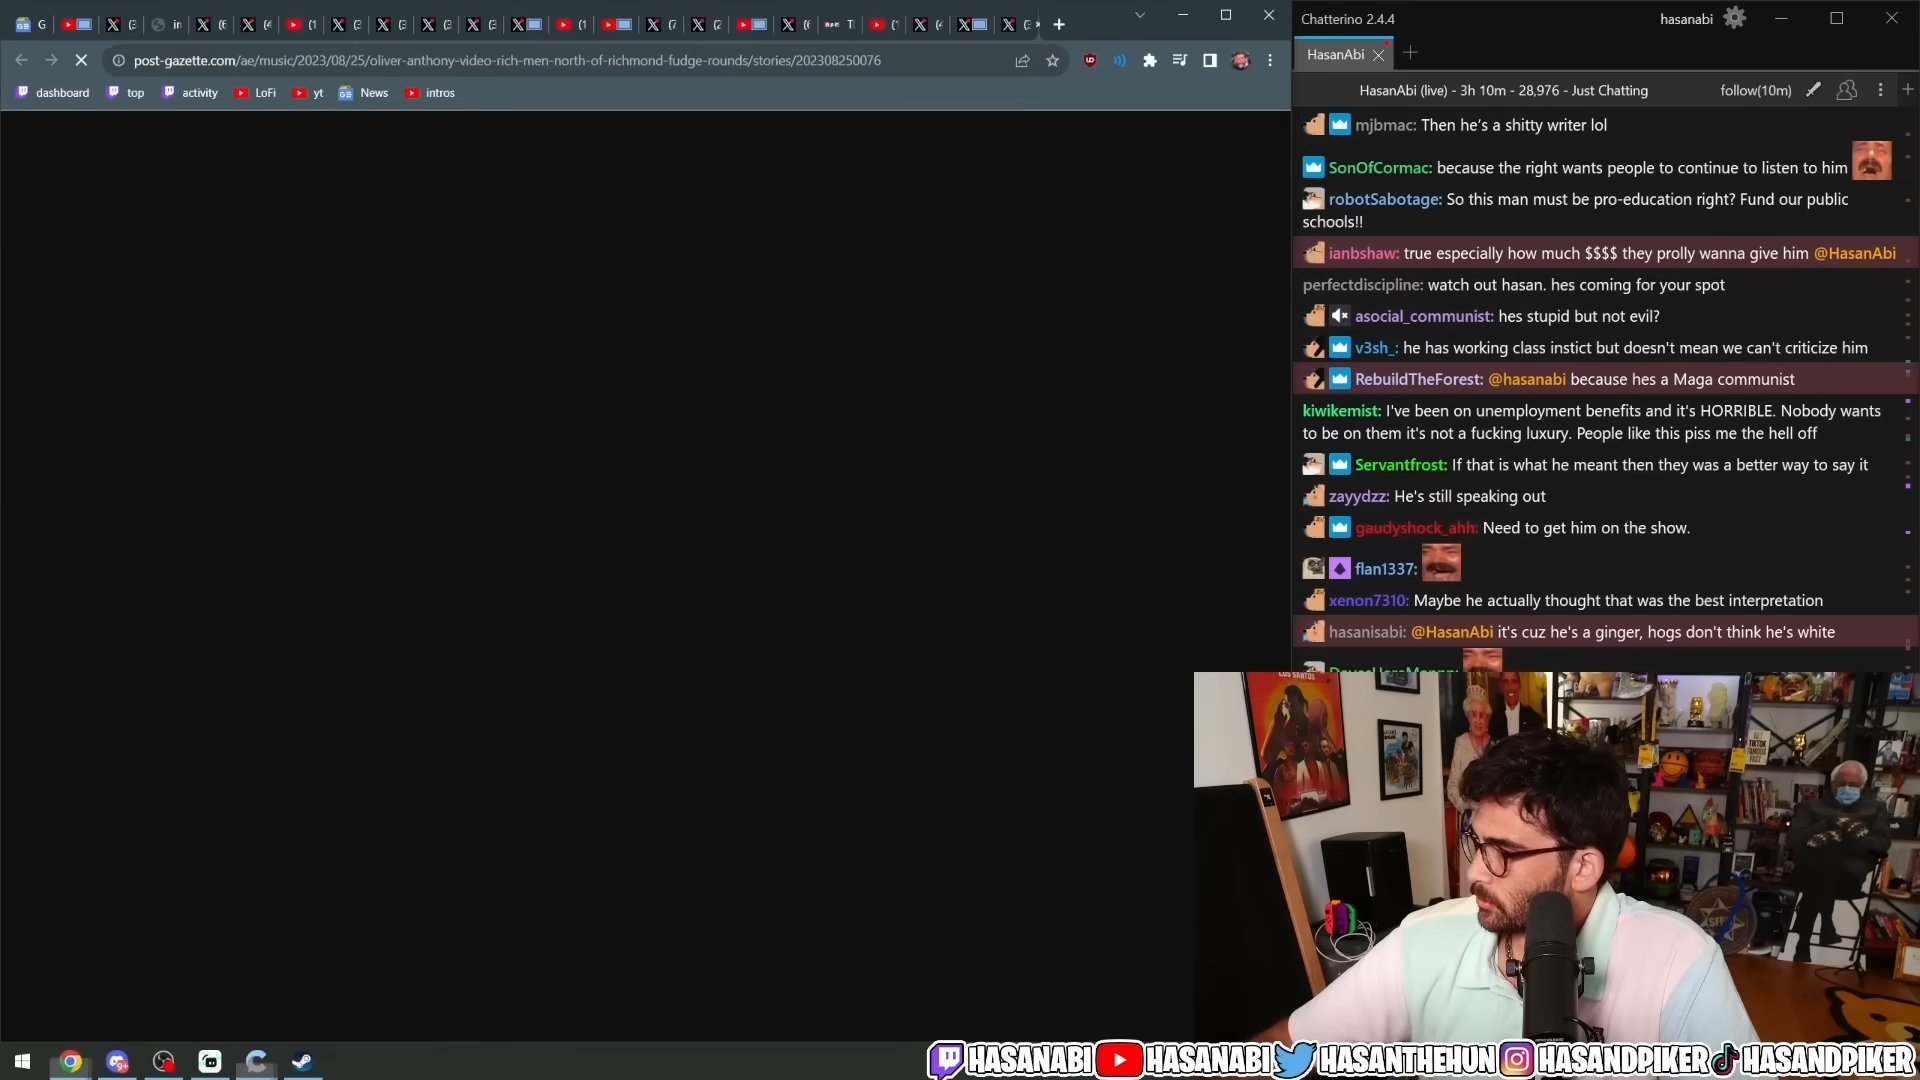 post-gazette.com/ae/music/2023/08/25/oliver-anthony-video-rich-men-north-of-richmond-fudge-rounds/stories/202308250076
dashboard top activity LoFi yt News intros
Chatterino 2.4.4 hasanabi
HasanAbi
HasanAbi (live) - 3h 10m - 28,976 - Just Chatting follow(10m)
mjbmac: Then he's a shitty writer lol
SonOfCormac: because the right wants people to continue to listen to him
robotSabotage: So this man must be pro-education right? Fund our public
schools!!
ianbshaw: true especially how much $$$$ they prolly wanna give him @HasanAbi
perfectdiscipline: watch out hasan. hes coming for your spot
asocial_communist: hes stupid but not evil?
v3sh_: he has working class instict but doesn't mean we can't criticize him
RebuildTheForest: @hasanabi because hes a Maga communist
kiwikemist: I've been on unemployment benefits and it's HORRIBLE. Nobody wants
to be on them it's not a fucking luxury. People like this piss me the hell off
Servantfrost: If that is what he meant then they was a better way to say it
zayydzz: He's still speaking out
gaudyshock_ahh: Need to get him on the show.
flan1337:
xenon7310: Maybe he actually thought that was the best interpretation
hasanisabi: @HasanAbi it's cuz he's a ginger, hogs don't think he's white
LOS SANTOS
GET
TIKTOK
FAMOUS
FAST
HASANABI HASANABI HASANTHEHUN HASANDPIKER HASANDPIKER